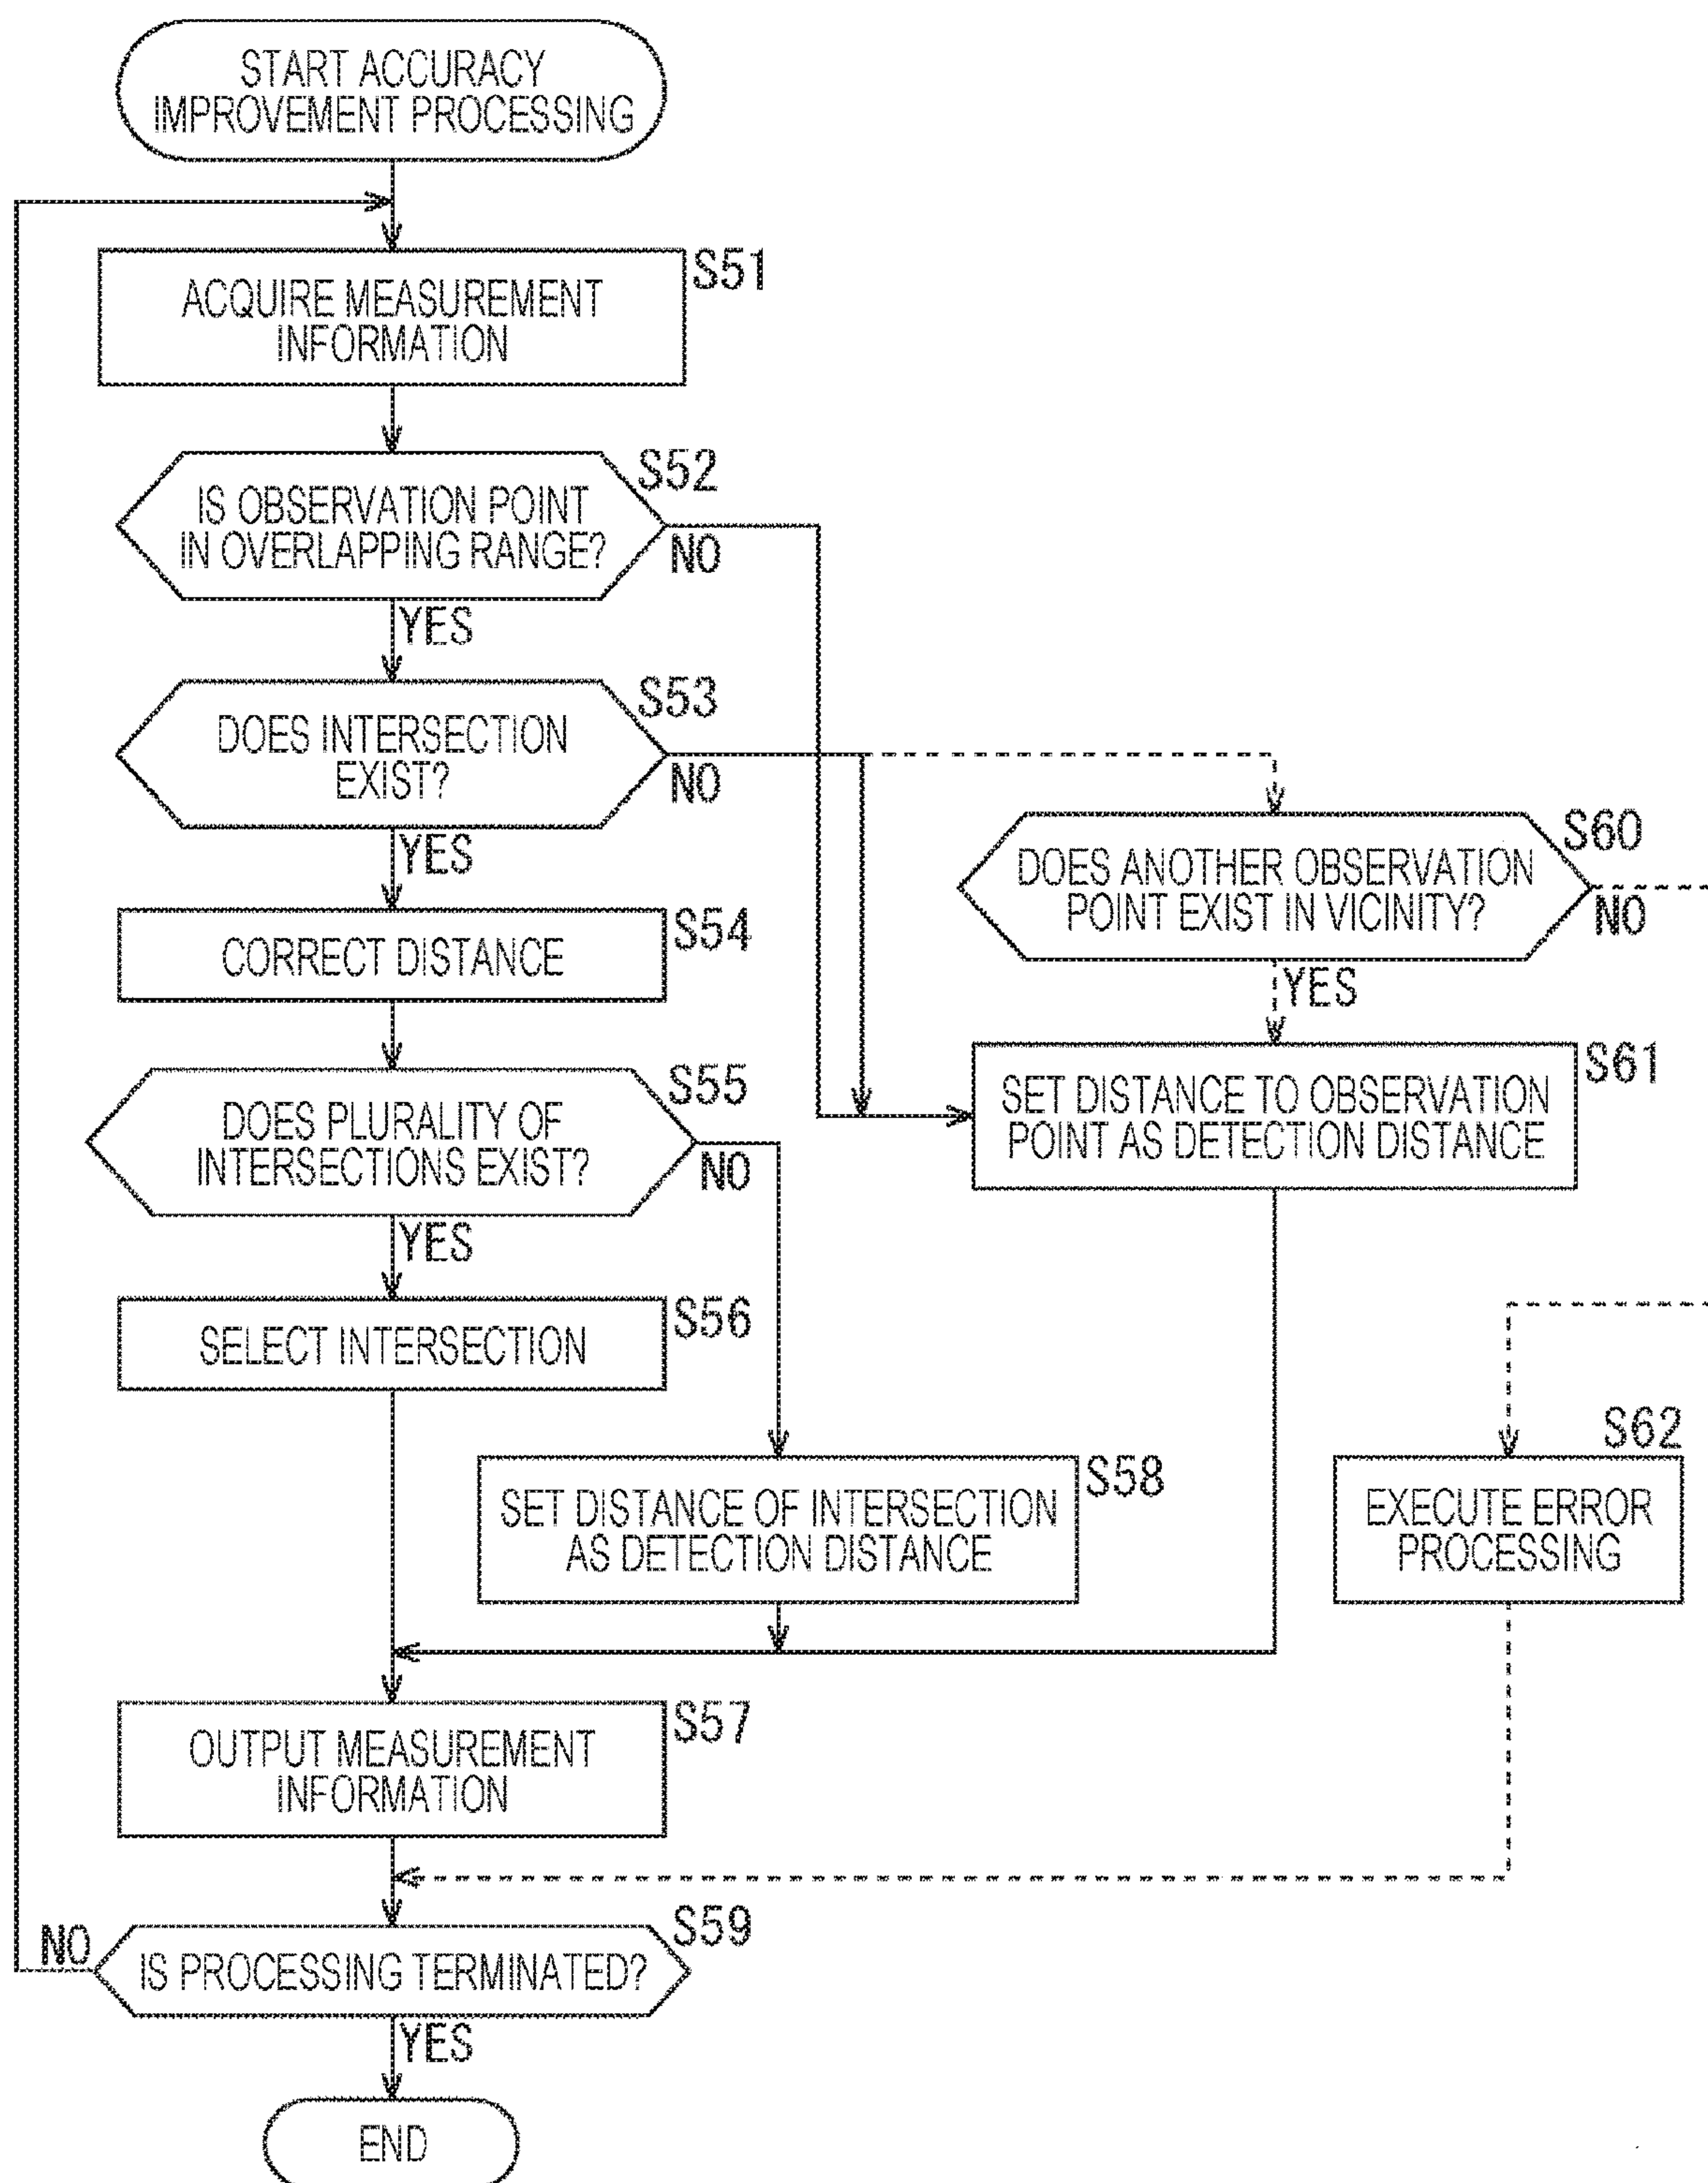 START ACCURACY
IMPROVEMENT PROCESSING
S51
ACQUIRE MEASUREMENT
INFORMATION
S52
IS OBSERVATION POINT
IN OVERLAPPING RANGE?
NO
YES
S53
DOES INTERSECTION
EXIST?
NO
YES
S60
DOES ANOTHER OBSERVATION
POINT EXIST IN VICINITY?
NO
YES
S54
CORRECT DISTANCE
S61
SET DISTANCE TO OBSERVATION
POINT AS DETECTION DISTANCE
S55
DOES PLURALITY OF
INTERSECTIONS EXIST?
NO
YES
S56
SELECT INTERSECTION
S58
SET DISTANCE OF INTERSECTION
AS DETECTION DISTANCE
S62
EXECUTE ERROR
PROCESSING
S57
OUTPUT MEASUREMENT
INFORMATION
S59
NO
IS PROCESSING TERMINATED?
YES
END